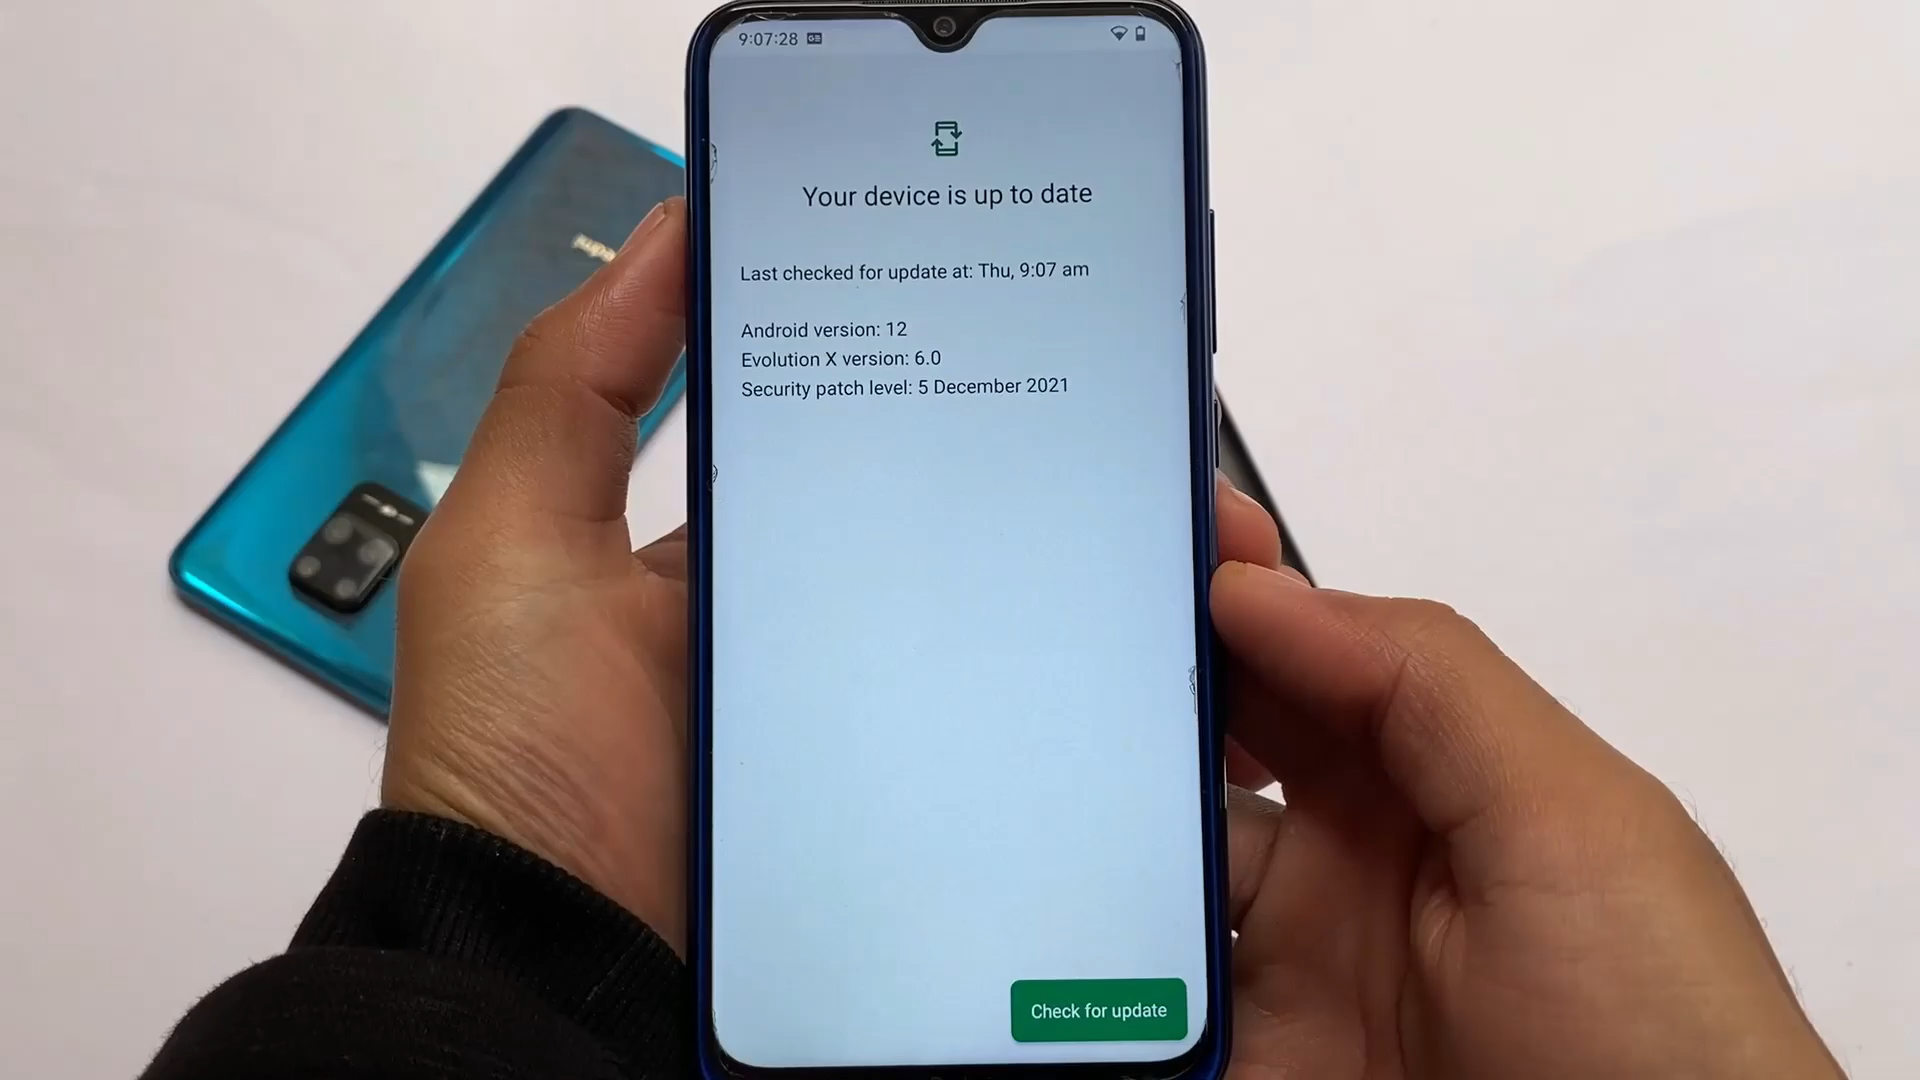 9:07:28
Your device is up to date
Last checked for update at: Thu, 9:07 am
Android version: 12
Evolution X version: 6.0
Security patch level: 5 December 2021
Check for update